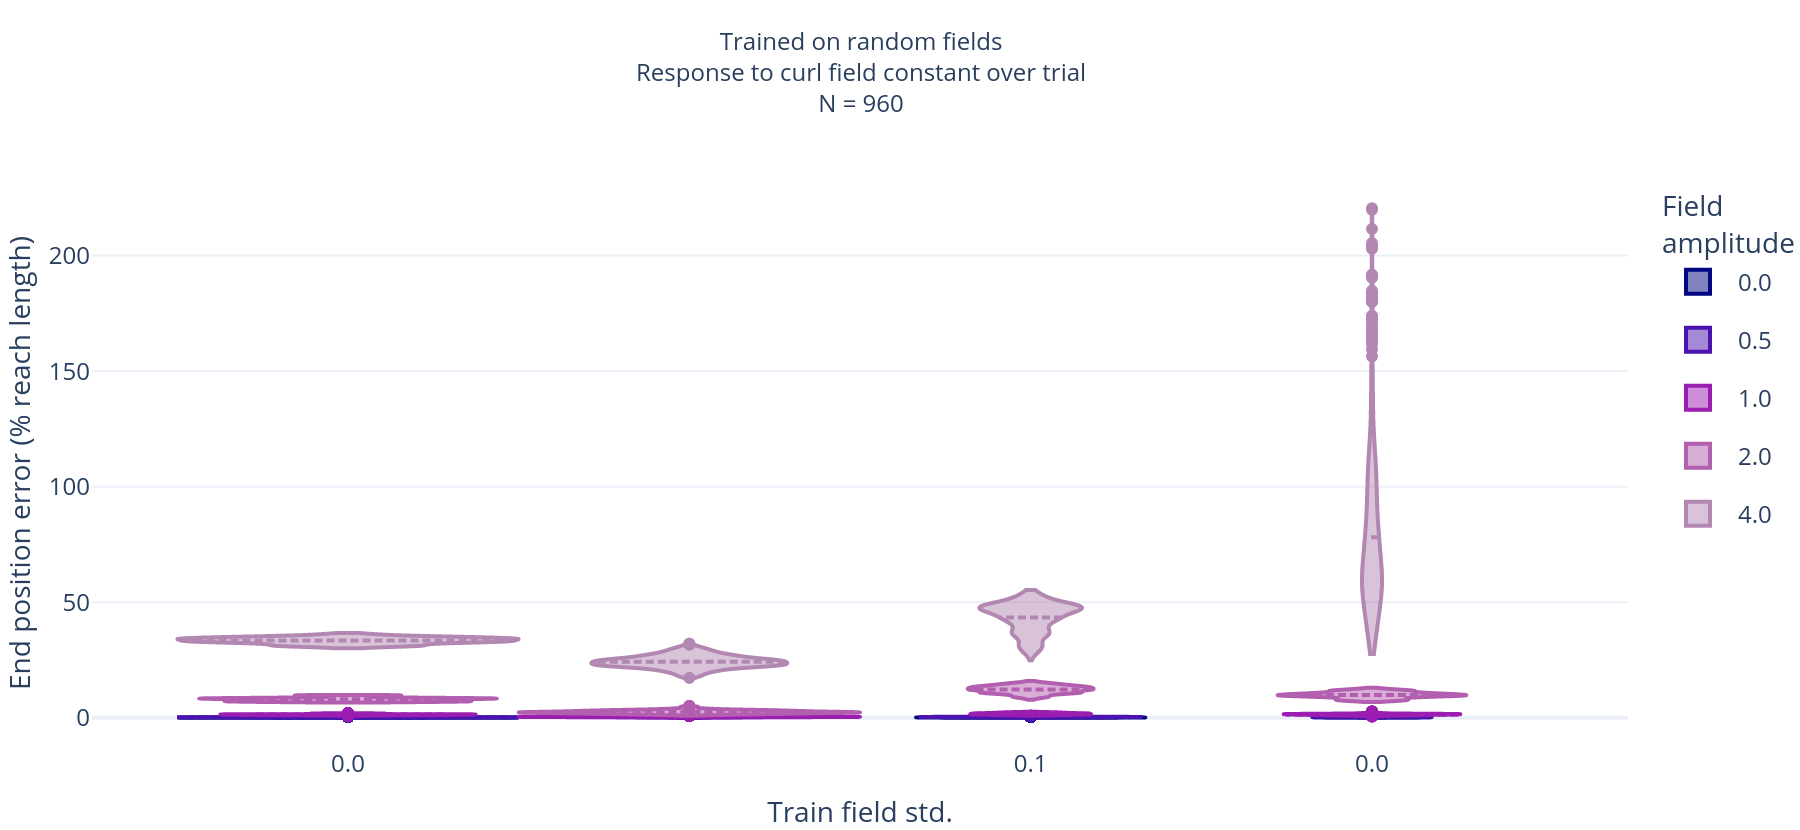 Trained on random fields
Response to curl field constant over trial
N = 960
End position error (% reach length)
200
150
100
50
0
0.0
0.1
0.0
Train field std.
Field
amplitude
0.0
0.5
1.0
2.0
4.0